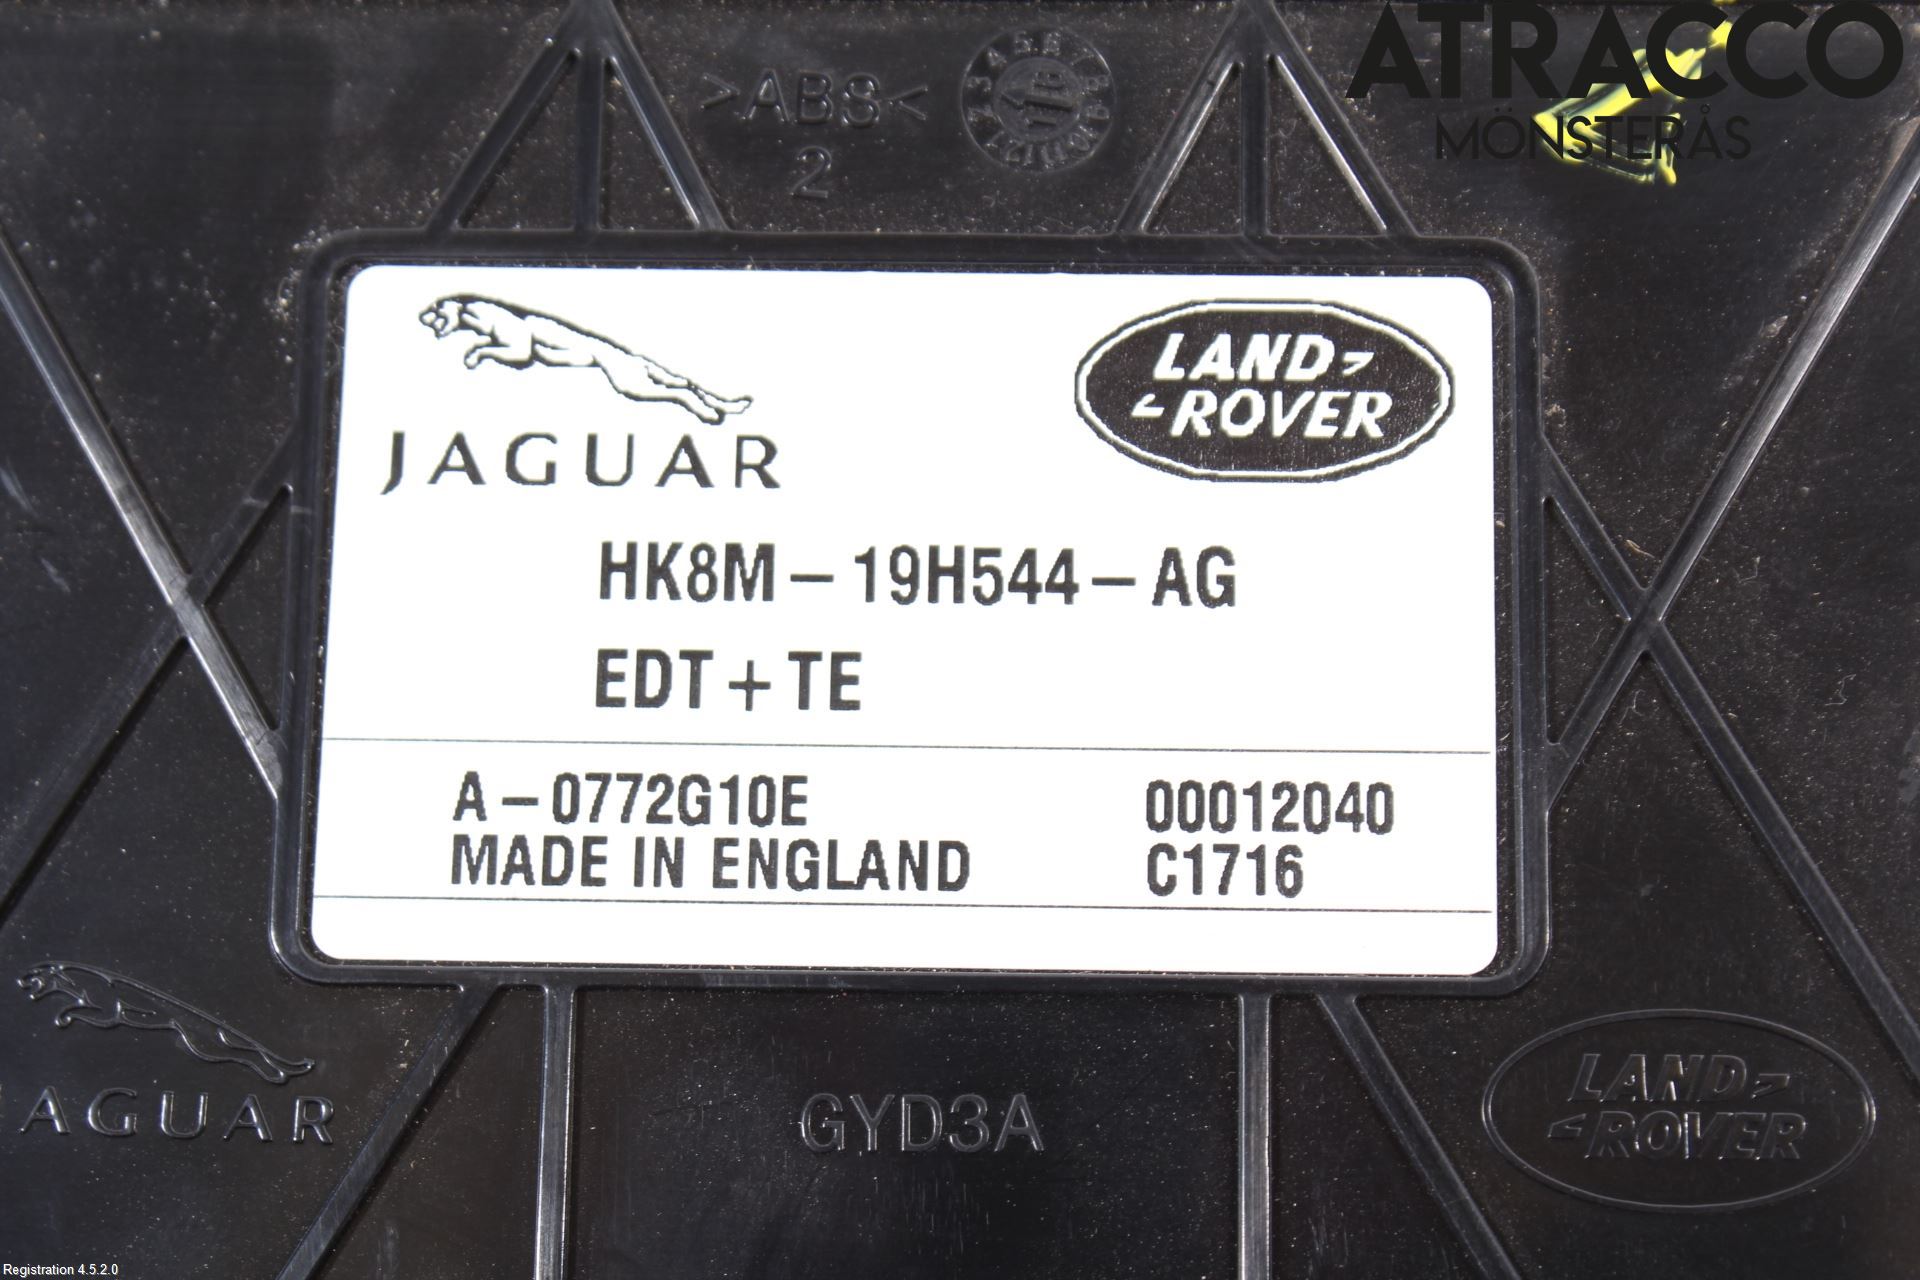 ATRACCO
MÖNSTERÅS
>ABS<
2
JAGUAR
LAND
ROVER
HK8M-19H544-AG
EDT+TE
A-0772G10E 00012040
MADE IN ENGLAND C1716
JAGUAR
GYD3A
LAND
ROVER
Registration 4.5.2.0